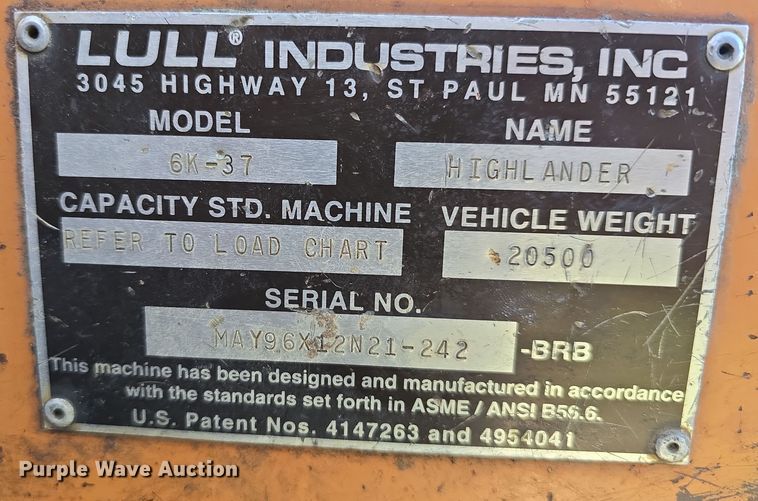 LULL® INDUSTRIES, INC
3045 HIGHWAY 13, ST PAUL MN 55121
MODEL NAME
6K-37 HIGHLANDER
CAPACITY STD. MACHINE VEHICLE WEIGHT
REFER TO LOAD CHART 20500
SERIAL NO.
MAY96X12N21-242 -BRB
This machine has been designed and manufactured in accordance
with the standards set forth in ASME / ANSI B56.6.
U.S. Patent Nos. 4147263 and 4954041
Purple Wave Auction